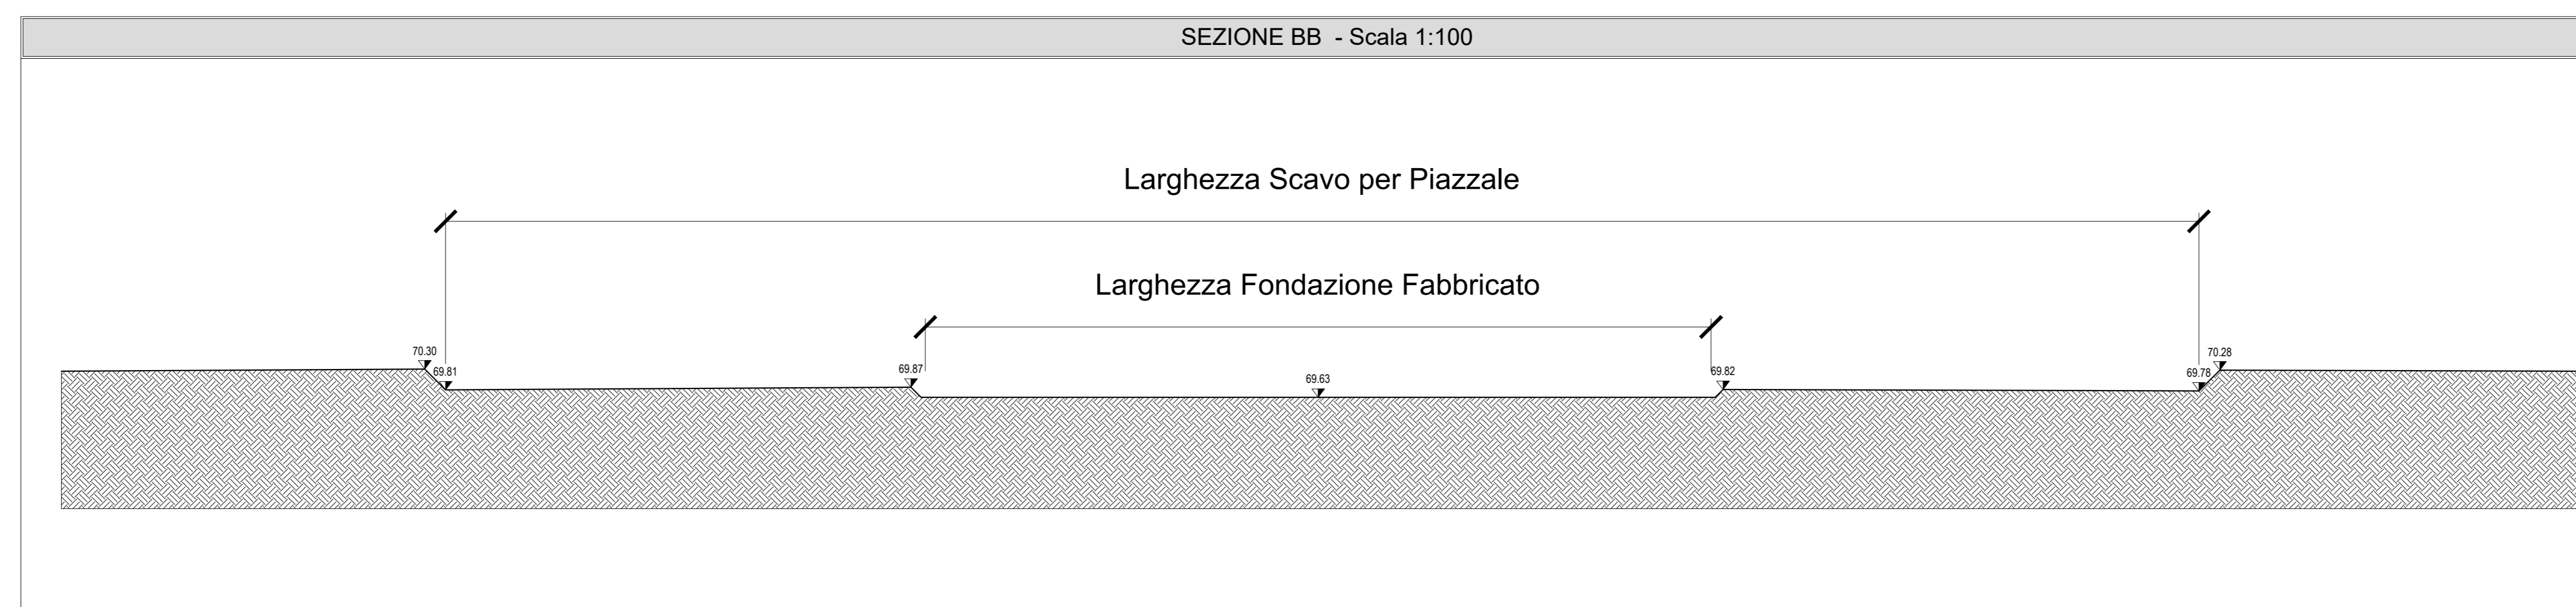 SEZIONE BB - Scala 1:100
Larghezza Scavo per Piazzale
Larghezza Fondazione Fabbricato
70.30
69.81
69.87
69.63
69.82
69.78
70.28